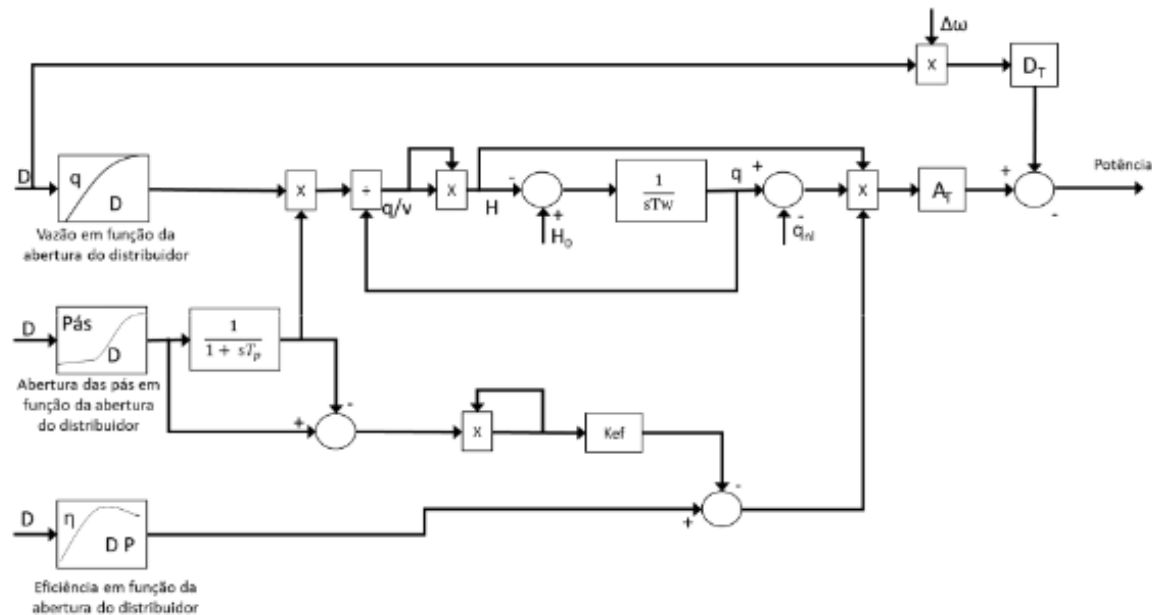 Δω
X
D_T
D
q
D
X
÷
q/v
X
-
H
+
H_0
1
sTw
q
+
-
q_nl
X
A_T
+
-
Potência
Vazão em função da
abertura do distribuidor
D
Pás
D
1
1 + sT_p
Abertura das pás em
função da abertura
do distribuidor
+
-
X
Kef
-
+
D
η
D P
Eficiência em função da
abertura do distribuidor